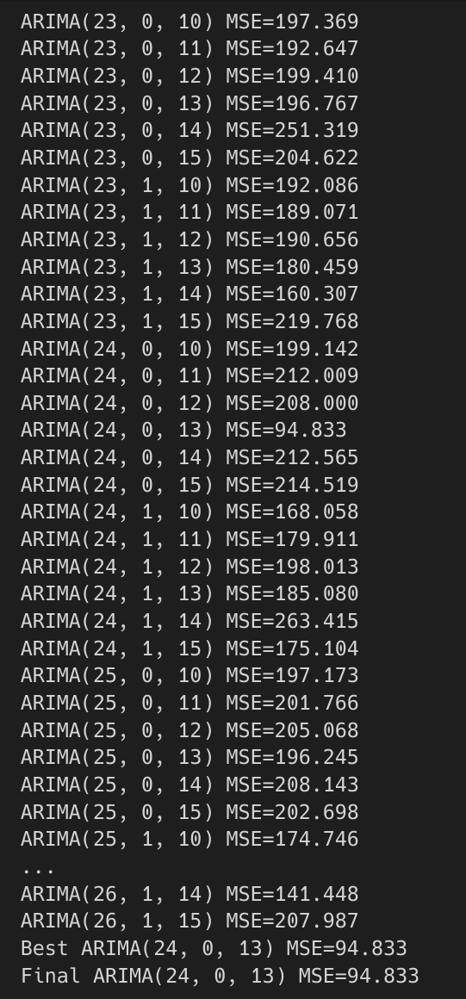 ARIMA(23, 0, 10) MSE=197.369
ARIMA(23, 0, 11) MSE=192.647
ARIMA(23, 0, 12) MSE=199.410
ARIMA(23, 0, 13) MSE=196.767
ARIMA(23, 0, 14) MSE=251.319
ARIMA(23, 0, 15) MSE=204.622
ARIMA(23, 1, 10) MSE=192.086
ARIMA(23, 1, 11) MSE=189.071
ARIMA(23, 1, 12) MSE=190.656
ARIMA(23, 1, 13) MSE=180.459
ARIMA(23, 1, 14) MSE=160.307
ARIMA(23, 1, 15) MSE=219.768
ARIMA(24, 0, 10) MSE=199.142
ARIMA(24, 0, 11) MSE=212.009
ARIMA(24, 0, 12) MSE=208.000
ARIMA(24, 0, 13) MSE=94.833
ARIMA(24, 0, 14) MSE=212.565
ARIMA(24, 0, 15) MSE=214.519
ARIMA(24, 1, 10) MSE=168.058
ARIMA(24, 1, 11) MSE=179.911
ARIMA(24, 1, 12) MSE=198.013
ARIMA(24, 1, 13) MSE=185.080
ARIMA(24, 1, 14) MSE=263.415
ARIMA(24, 1, 15) MSE=175.104
ARIMA(25, 0, 10) MSE=197.173
ARIMA(25, 0, 11) MSE=201.766
ARIMA(25, 0, 12) MSE=205.068
ARIMA(25, 0, 13) MSE=196.245
ARIMA(25, 0, 14) MSE=208.143
ARIMA(25, 0, 15) MSE=202.698
ARIMA(25, 1, 10) MSE=174.746
...
ARIMA(26, 1, 14) MSE=141.448
ARIMA(26, 1, 15) MSE=207.987
Best ARIMA(24, 0, 13) MSE=94.833
Final ARIMA(24, 0, 13) MSE=94.833